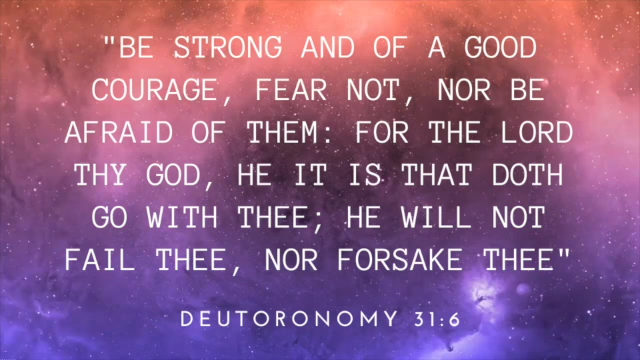 "BE STRONG AND OF A GOOD
COURAGE, FEAR NOT, NOR BE
AFRAID OF THEM: FOR THE LORD
THY GOD, HE IT IS THAT DOTH
GO WITH THEE; HE WILL NOT
FAIL THEE, NOR FORSAKE THEE"
DEUTORONOMY 31:6